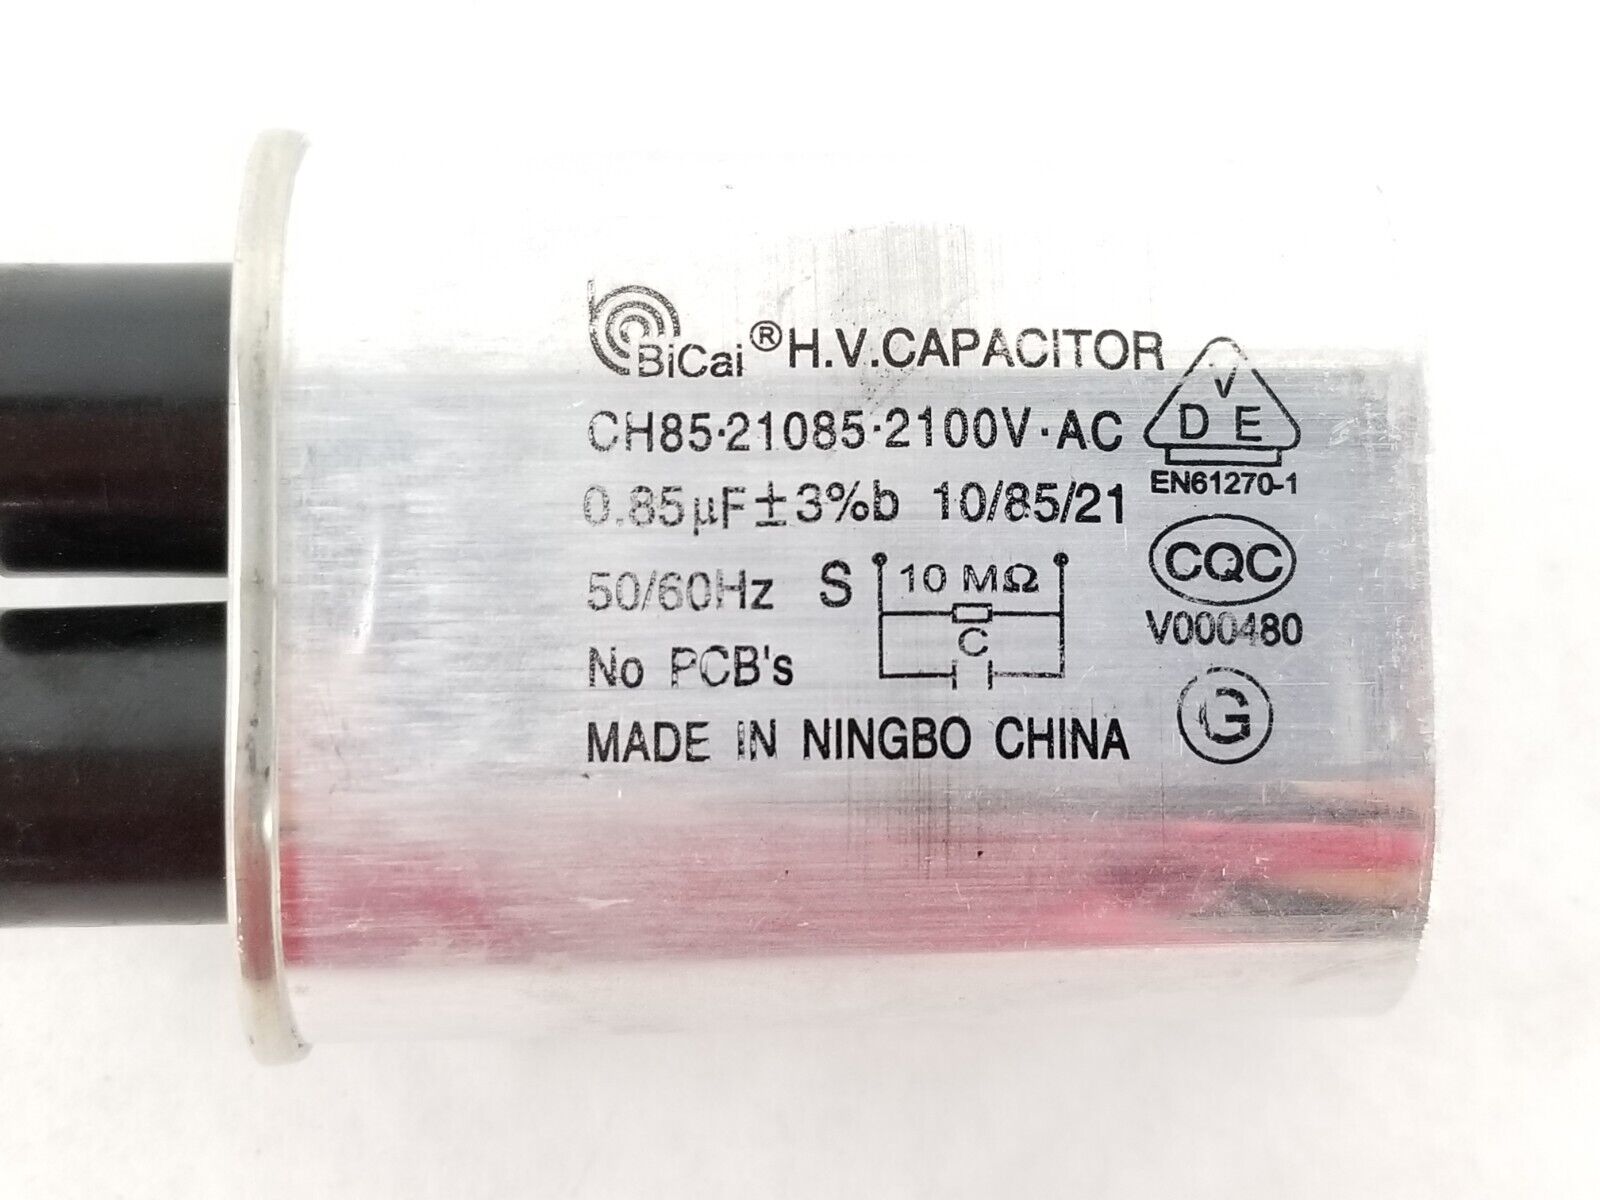 BiCai® H.V.CAPACITOR
CH85·21085·2100V·AC
VDE
EN61270-1
0.85μF±3%b 10/85/21
50/60Hz S 10 MΩ
C
CQC
V000480
No PCB's
G
MADE IN NINGBO CHINA